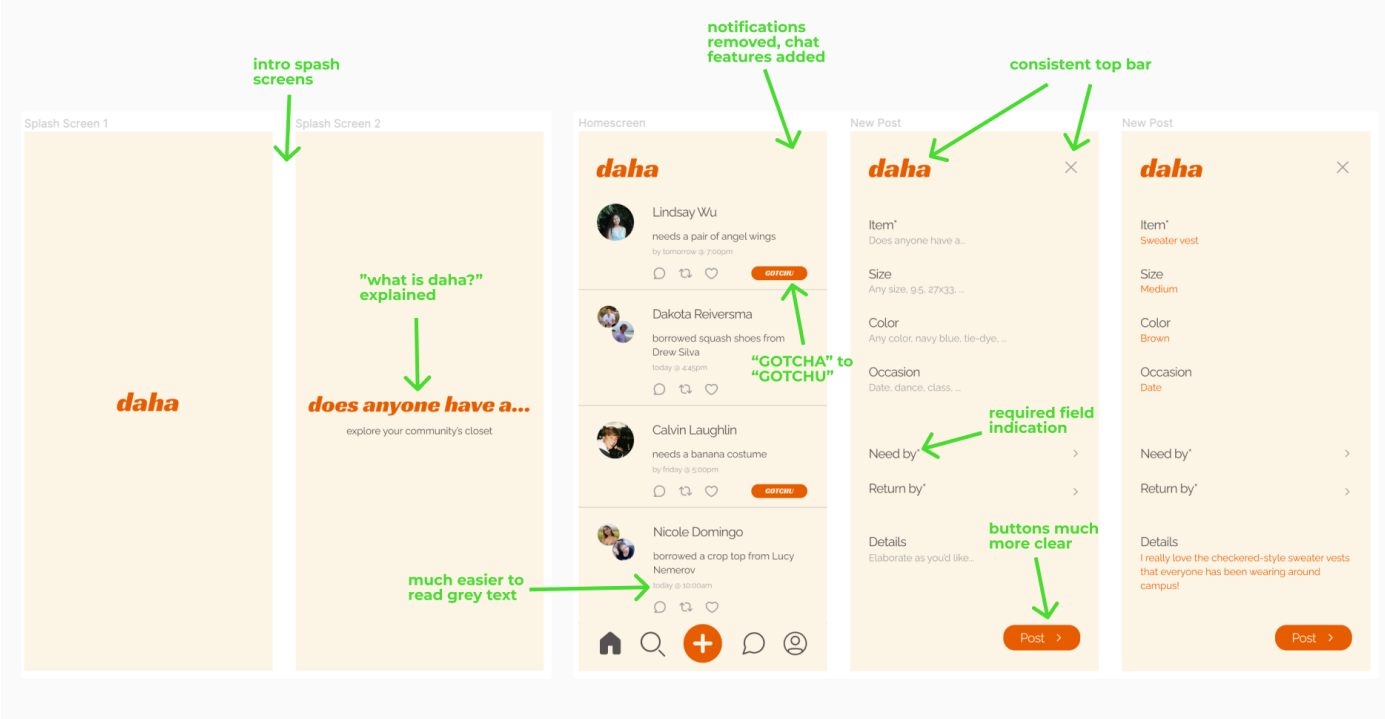 notifications
removed, chat
features added
intro spash
screens
consistent top bar
Splash Screen 1
Splash Screen 2
Homescreen
New Post
New Post
daha
daha
daha
Lindsay Wu
needs a pair of angel wings
by tomorrow @ 7:00pm
GOTCHU
Item*
Does anyone have a...
Item*
Sweater vest
"what is daha?"
explained
Size
Any size, 9.5, 27x33, ...
Size
Medium
Dakota Reiversma
borrowed squash shoes from
Drew Silva
today @ 4:45pm
Color
Any color, navy blue, tie-dye, ...
Color
Brown
"GOTCHA" to
"GOTCHU"
Occasion
Date, dance, class, ...
Occasion
Date
daha
does anyone have a...
explore your community's closet
Calvin Laughlin
needs a banana costume
by friday @ 5:00pm
GOTCHU
required field
indication
Need by*
Return by*
Need by*
Return by*
Nicole Domingo
borrowed a crop top from Lucy
Nemerov
today @ 10:00am
much easier to
read grey text
buttons much
more clear
Details
Elaborate as you'd like...
Details
I really love the checkered-style sweater vests
that everyone has been wearing around
campus!
Post
Post